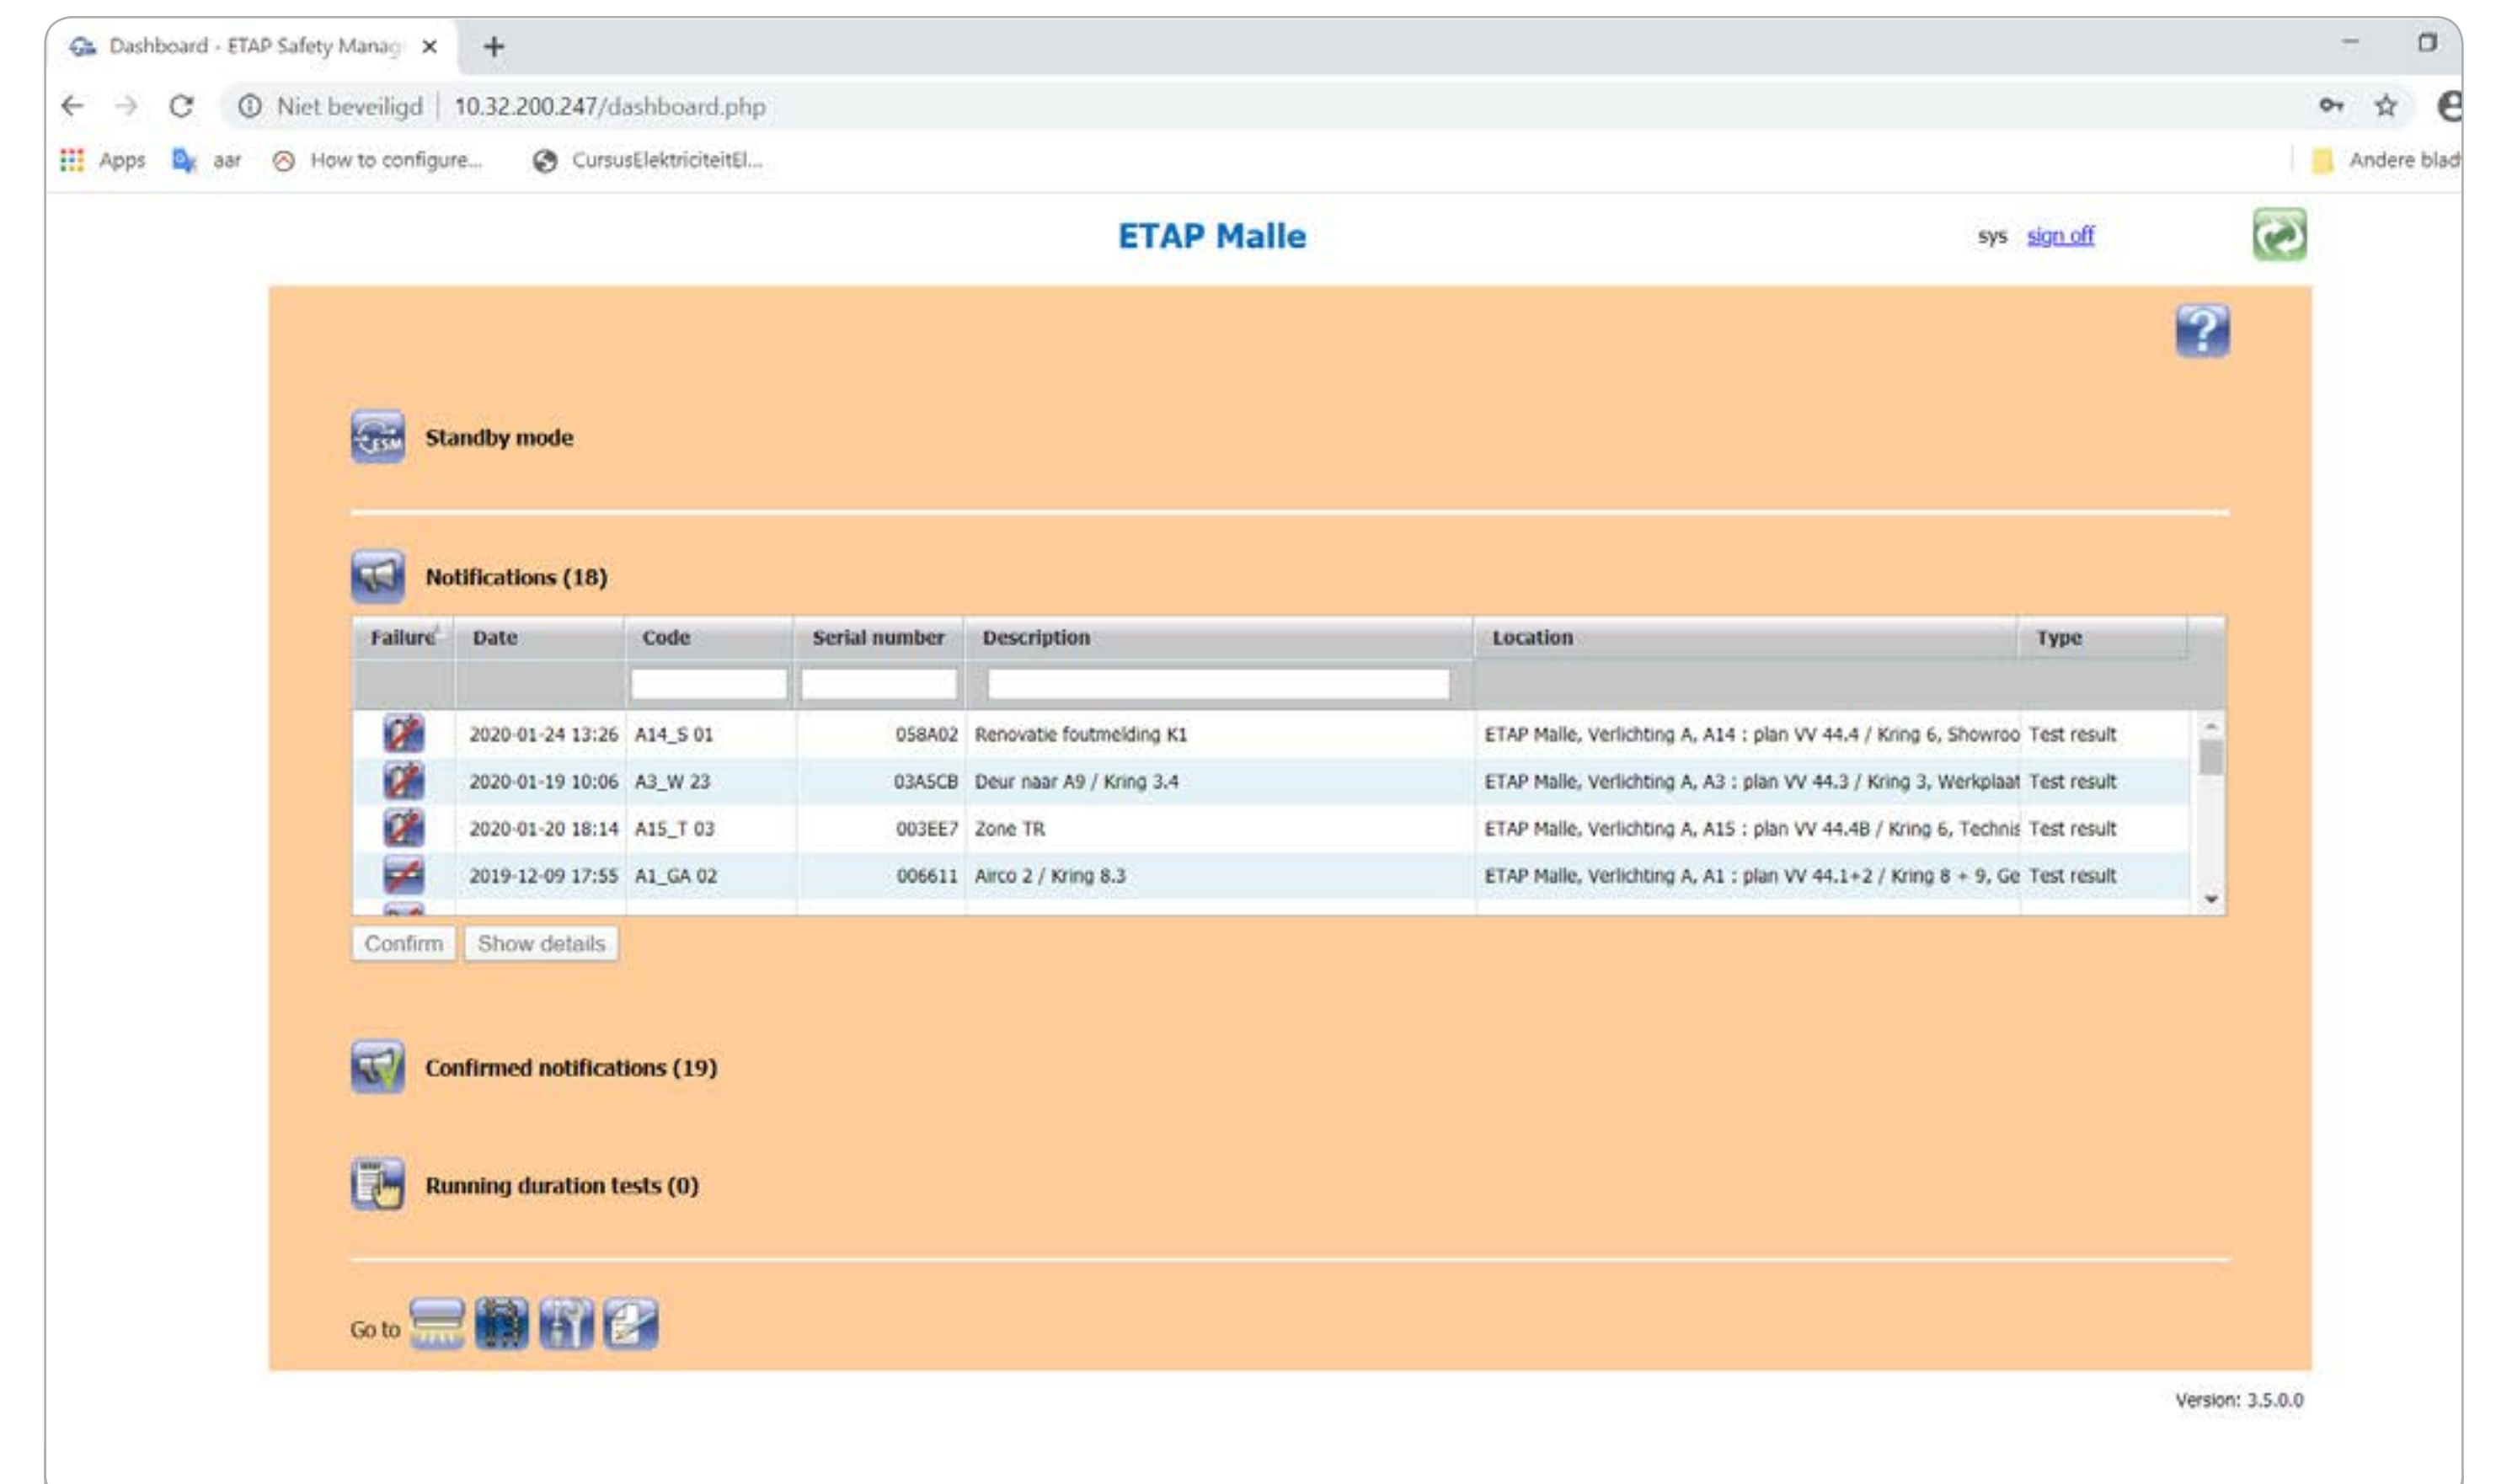 Dashboard - ETAP Safety Manag
Niet beveiligd | 10.32.200.247/dashboard.php
Apps aar How to configure... CursusElektriciteitEl... Andere blad
ETAP Malle sys sign off
?
ESM Standby mode
Notifications (18)
Failure Date Code Serial number Description Location Type
2020-01-24 13:26 A14_S 01 058A02 Renovatie foutmelding K1 ETAP Malle, Verlichting A, A14 : plan VV 44.4 / Kring 6, Showroo Test result
2020-01-19 10:06 A3_W 23 03A5CB Deur naar A9 / Kring 3.4 ETAP Malle, Verlichting A, A3 : plan VV 44.3 / Kring 3, Werkplaat Test result
2020-01-20 18:14 A15_T 03 003EE7 Zone TR ETAP Malle, Verlichting A, A15 : plan VV 44.4B / Kring 6, Technis Test result
2019-12-09 17:55 A1_GA 02 006611 Airco 2 / Kring 8.3 ETAP Malle, Verlichting A, A1 : plan VV 44.1+2 / Kring 8 + 9, Ge Test result
Confirm Show details
Confirmed notifications (19)
Running duration tests (0)
Go to
Version: 3.5.0.0